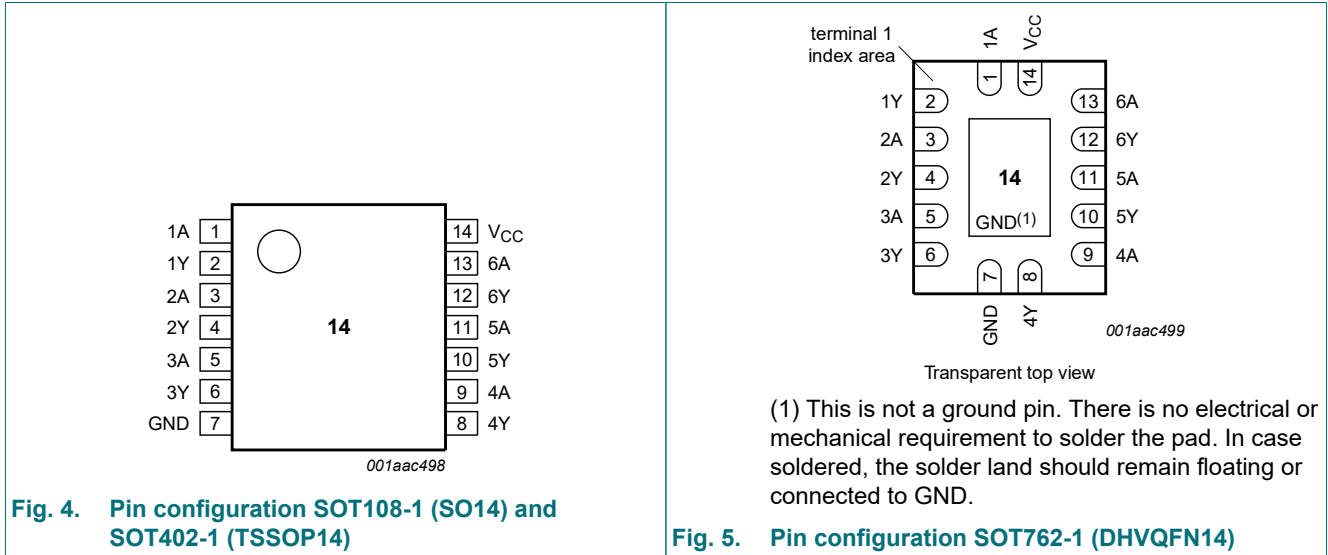 1A 1 14 VCC
1Y 2 13 6A
2A 3 12 6Y
2Y 4 14 11 5A
3A 5 10 5Y
3Y 6 9 4A
GND 7 8 4Y
001aac498
Fig. 4. Pin configuration SOT108-1 (SO14) and
SOT402-1 (TSSOP14)
terminal 1
index area
1A VCC
1 14
1Y 2 13 6A
2A 3 12 6Y
2Y 4 14 11 5A
3A 5 GND(1) 10 5Y
3Y 6 9 4A
7 8
GND 4Y
001aac499
Transparent top view
(1) This is not a ground pin. There is no electrical or
mechanical requirement to solder the pad. In case
soldered, the solder land should remain floating or
connected to GND.
Fig. 5. Pin configuration SOT762-1 (DHVQFN14)